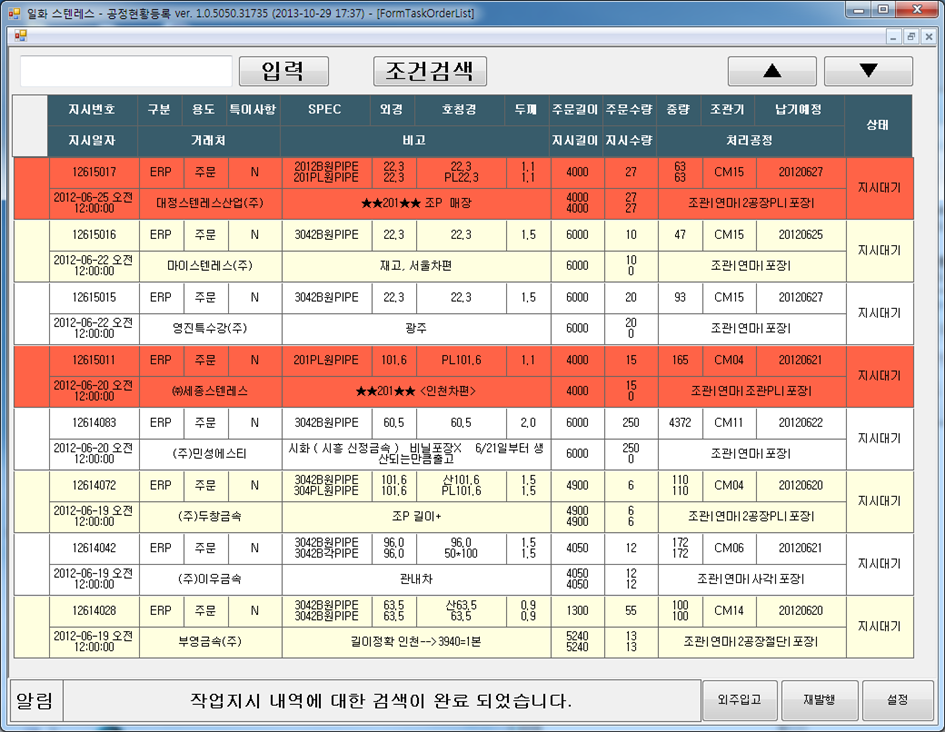 일화 스텐레스 - 공정현황등록 ver. 1.0.5050.31735 (2013-10-29 17:37) - [FormTaskOrderList]
입력 조건검색 ▲ ▼
지시번호 구분 용도 특이사항 SPEC 외경 호칭경 두께 주문길이 주문수량 중량 조관기 납기예정 상태
지시일자 거래처 비고 지시길이 지시수량 처리공정
12615017 ERP 주문 N 2012B원PIPE 22.3 22.3 1.1 4000 27 63 CM15 20120627 지시대기
201PL원PIPE 22.3 PL22.3 1.1 63
2012-06-25 오전 대정스텐레스산업(주) ★★201★★ 조P 매장 4000 27 조관|연마|2공장PL|포장|
12:00:00 4000 27
12615016 ERP 주문 N 3042B원PIPE 22.3 22.3 1.5 6000 10 47 CM15 20120625 지시대기
2012-06-22 오전 마이스텐레스(주) 재고, 서울차편 6000 10 조관|연마|포장|
12:00:00 0
12615015 ERP 주문 N 3042B원PIPE 22.3 22.3 1.5 6000 20 93 CM15 20120627 지시대기
2012-06-22 오전 영진특수강(주) 광주 6000 20 조관|연마|포장|
12:00:00 0
12615011 ERP 주문 N 201PL원PIPE 101.6 PL101.6 1.1 4000 15 165 CM04 20120621 지시대기
2012-06-20 오전 ㈜세종스텐레스 ★★201★★ <인천차편> 4000 15 조관|연마|조관PL|포장|
12:00:00 0
12614083 ERP 주문 N 3042B원PIPE 60.5 60.5 2.0 6000 250 4372 CM11 20120622 지시대기
2012-06-20 오전 (주)민성에스티 시화 ( 시흥 신정금속 ) 비닐포장X 6/21일부터 생 6000 250 조관|연마|포장|
12:00:00 산되는만큼출고 0
12614072 ERP 주문 N 3042B원PIPE 101.6 산101.6 1.5 4900 6 110 CM04 20120620 지시대기
304PL원PIPE 101.6 PL101.6 1.5 110
2012-06-19 오전 (주)두창금속 조P 길이+ 4900 6 조관|연마|2공장PL|포장|
12:00:00 4900 6
12614042 ERP 주문 N 3042B원PIPE 96.0 96.0 1.5 4050 12 172 CM06 20120621 지시대기
3042B각PIPE 96.0 50*100 1.5 172
2012-06-19 오전 (주)이우금속 관내차 4050 12 조관|연마|사각|포장|
12:00:00 4050 12
12614028 ERP 주문 N 3042B원PIPE 63.5 산63.5 0.9 1300 55 100 CM14 20120620 지시대기
3042B원PIPE 63.5 63.5 0.9 100
2012-06-19 오전 부영금속(주) 길이정확 인천-->3940=1본 5240 13 조관|연마|2공장절단|포장|
12:00:00 5240 13
알림 작업지시 내역에 대한 검색이 완료 되었습니다. 외주입고 재발행 설정